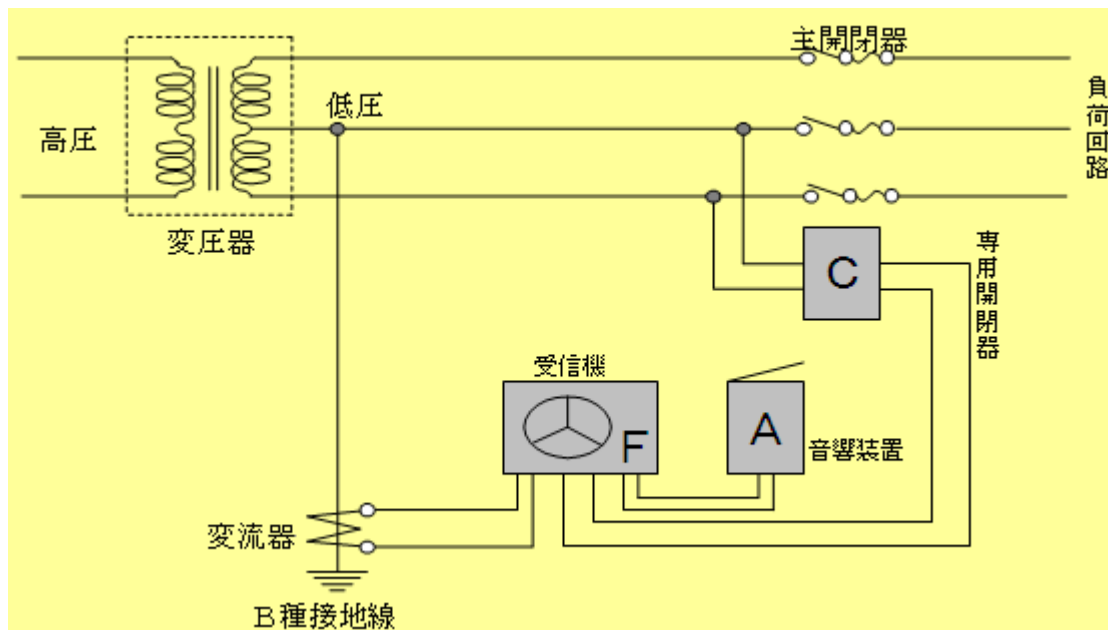 主開閉器
低圧
高圧
負荷回路
変圧器
C
専用開閉器
受信機
F
A
音響装置
変流器
B種接地線